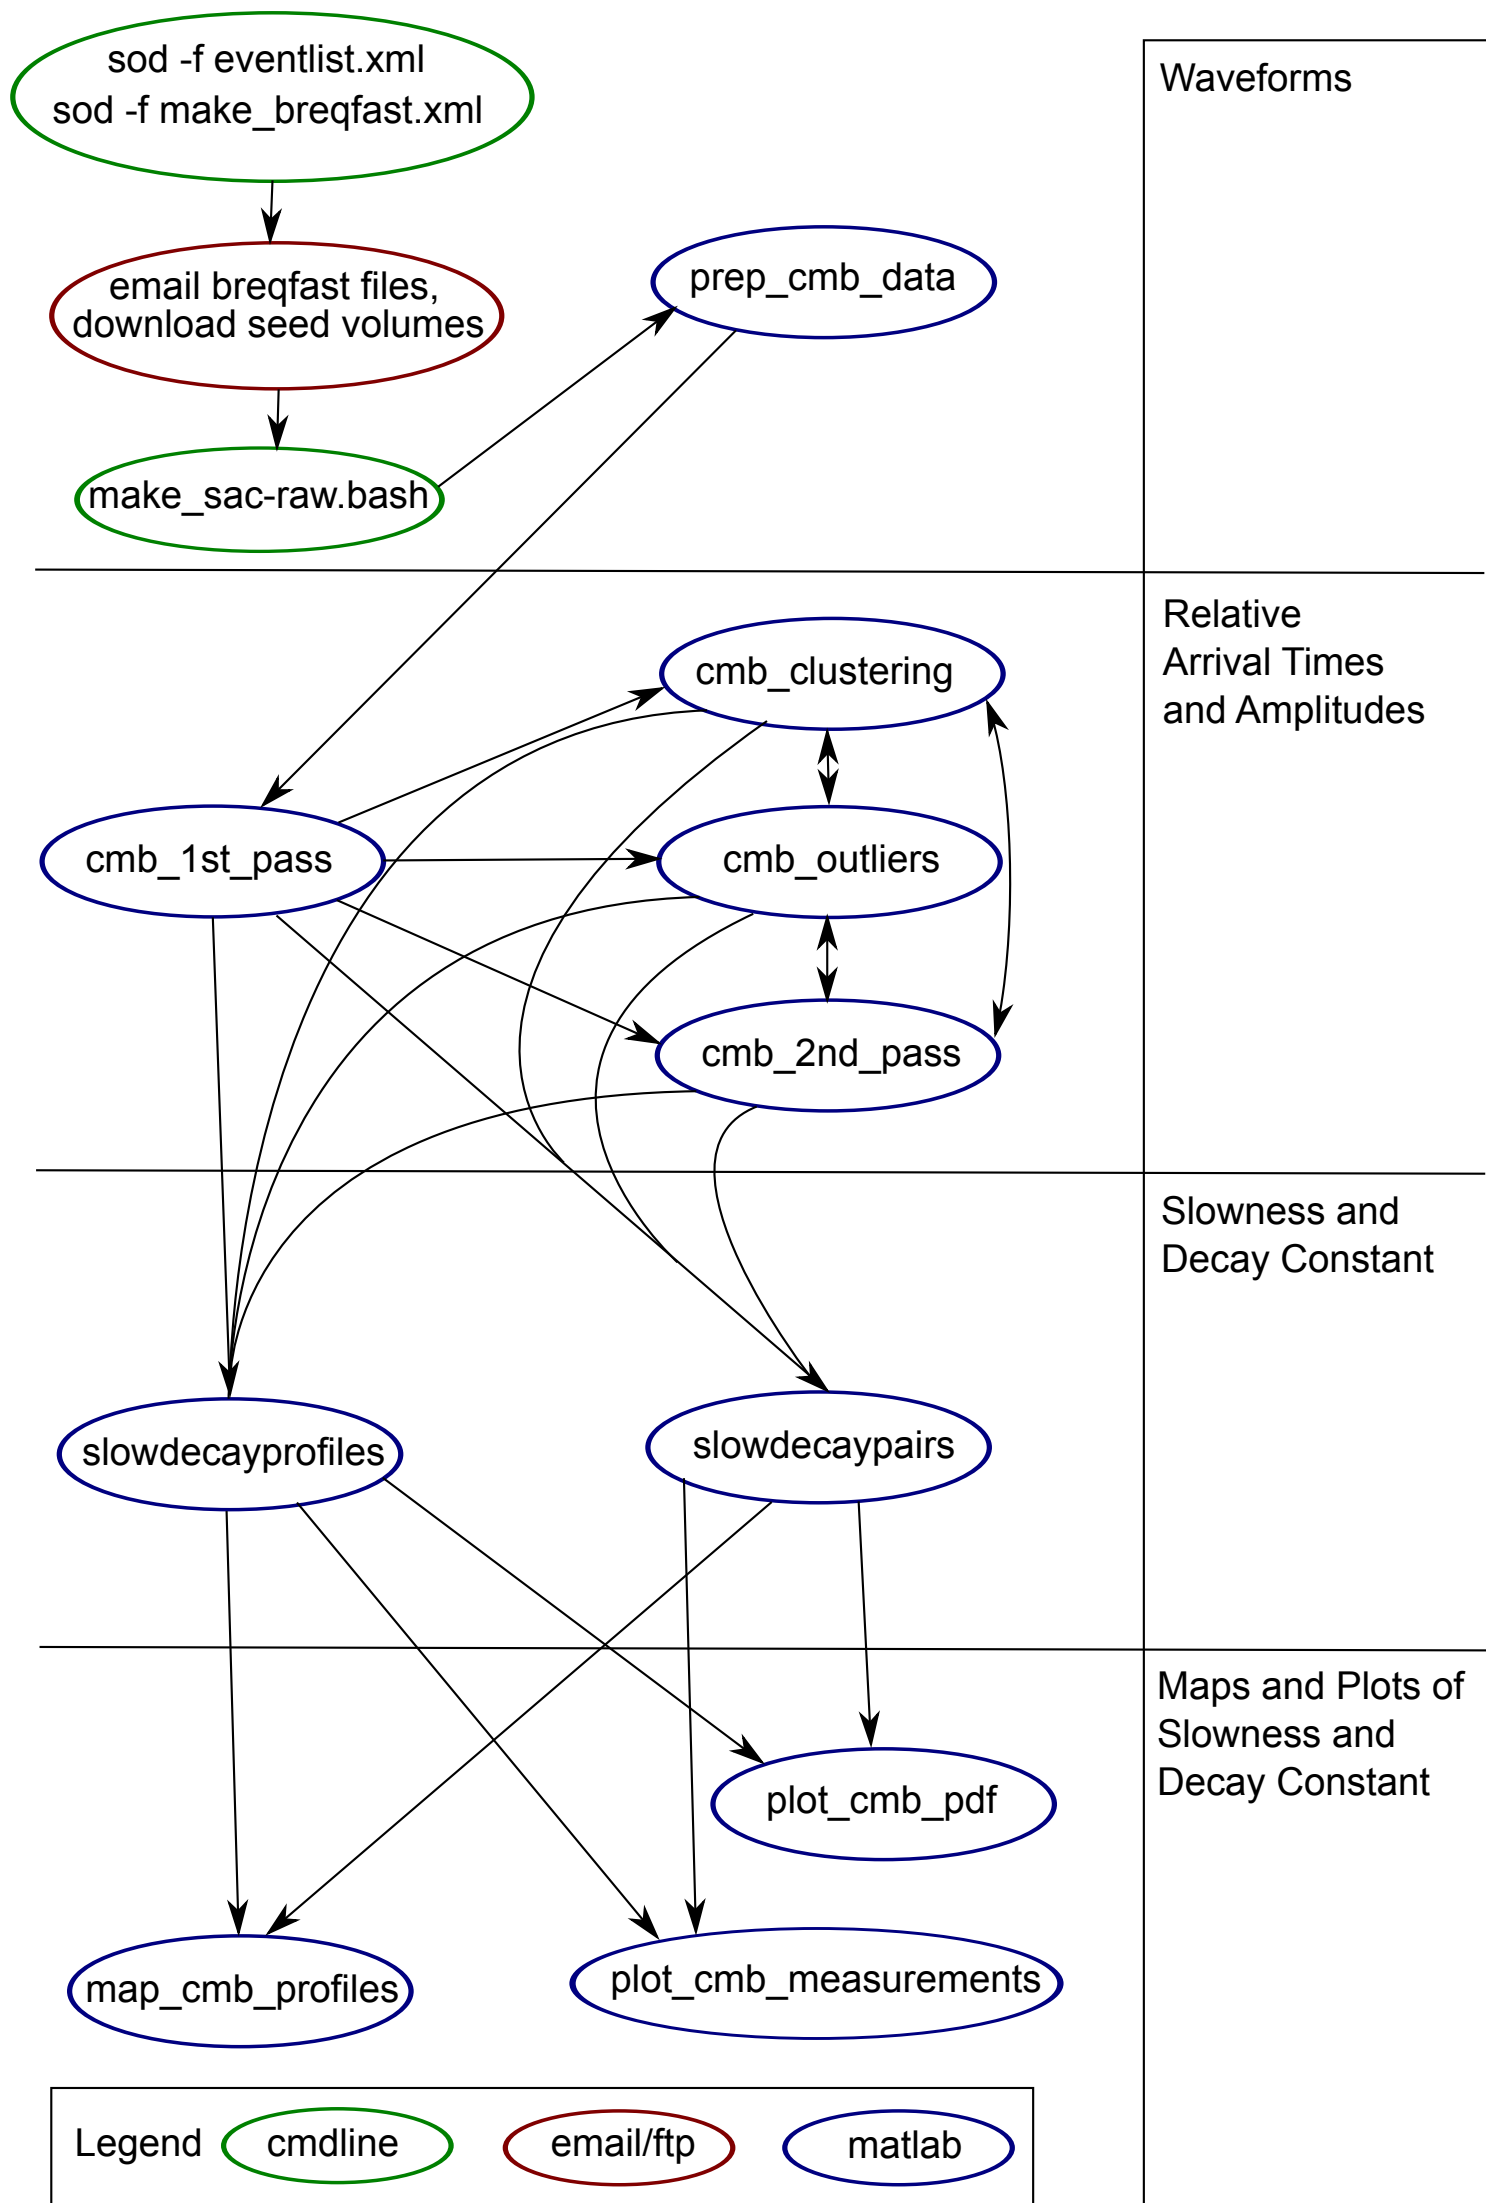 sod -f eventlist.xml
sod -f make_breqfast.xml
Waveforms
email breqfast files,
download seed volumes
prep_cmb_data
make_sac-raw.bash
Relative
Arrival Times
and Amplitudes
cmb_clustering
cmb_1st_pass
cmb_outliers
cmb_2nd_pass
Slowness and
Decay Constant
slowdecayprofiles
slowdecaypairs
Maps and Plots of
Slowness and
Decay Constant
plot_cmb_pdf
map_cmb_profiles
plot_cmb_measurements
Legend
cmdline
email/ftp
matlab